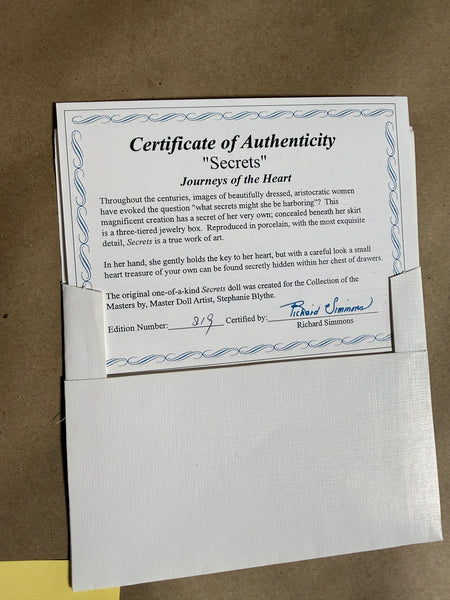 Certificate of Authenticity
"Secrets"
Journeys of the Heart
Throughout the centuries, images of beautifully dressed, aristocratic women
have evoked the question "what secrets might she be harboring"? This
magnificent creation has a secret of her very own; concealed beneath her skirt
is a three-tiered jewelry box. Reproduced in porcelain, with the most exquisite
detail, Secrets is a true work of art.
In her hand, she gently holds the key to her heart, but with a careful look a small
heart treasure of your own can be found secretly hidden within her chest of drawers.
The original one-of-a-kind Secrets doll was created for the Collection of the
Masters by, Master Doll Artist, Stephanie Blythe.
Edition Number: 819 Certified by: Richard Simmons
Richard Simmons